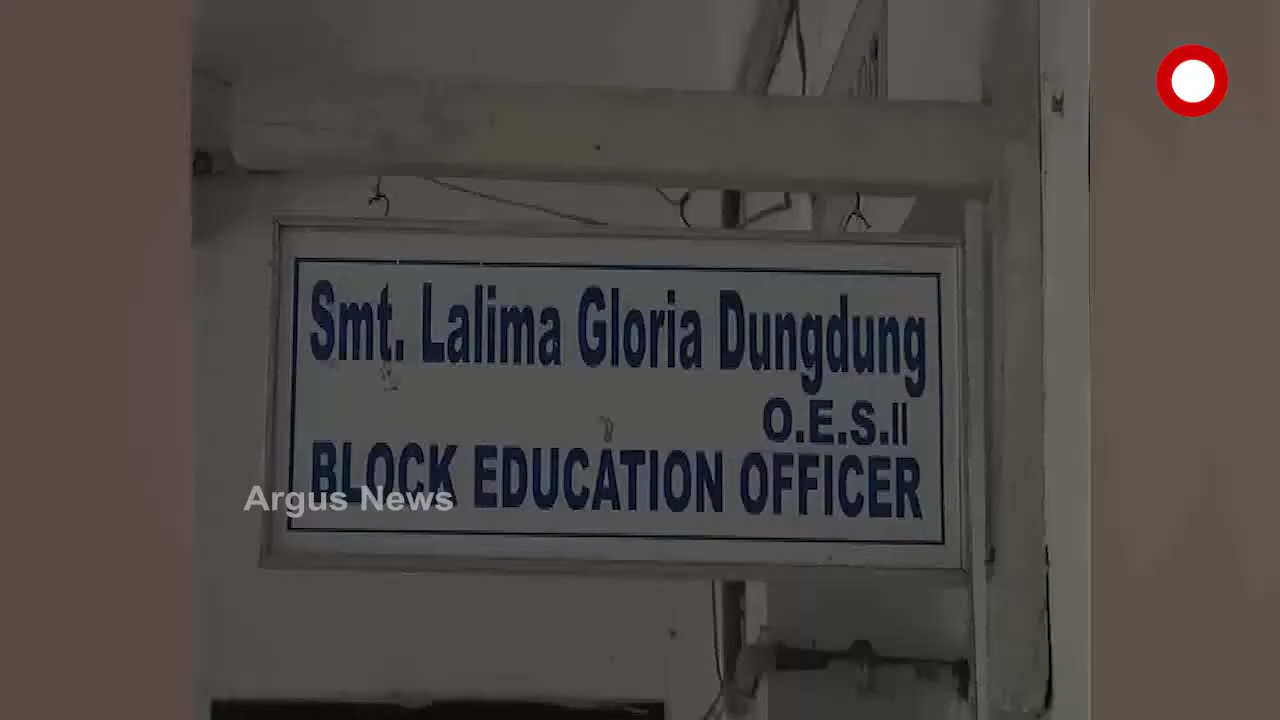 Smt. Lalima Gloria Dungdung
O.E.S.II
BLOCK EDUCATION OFFICER
Argus News